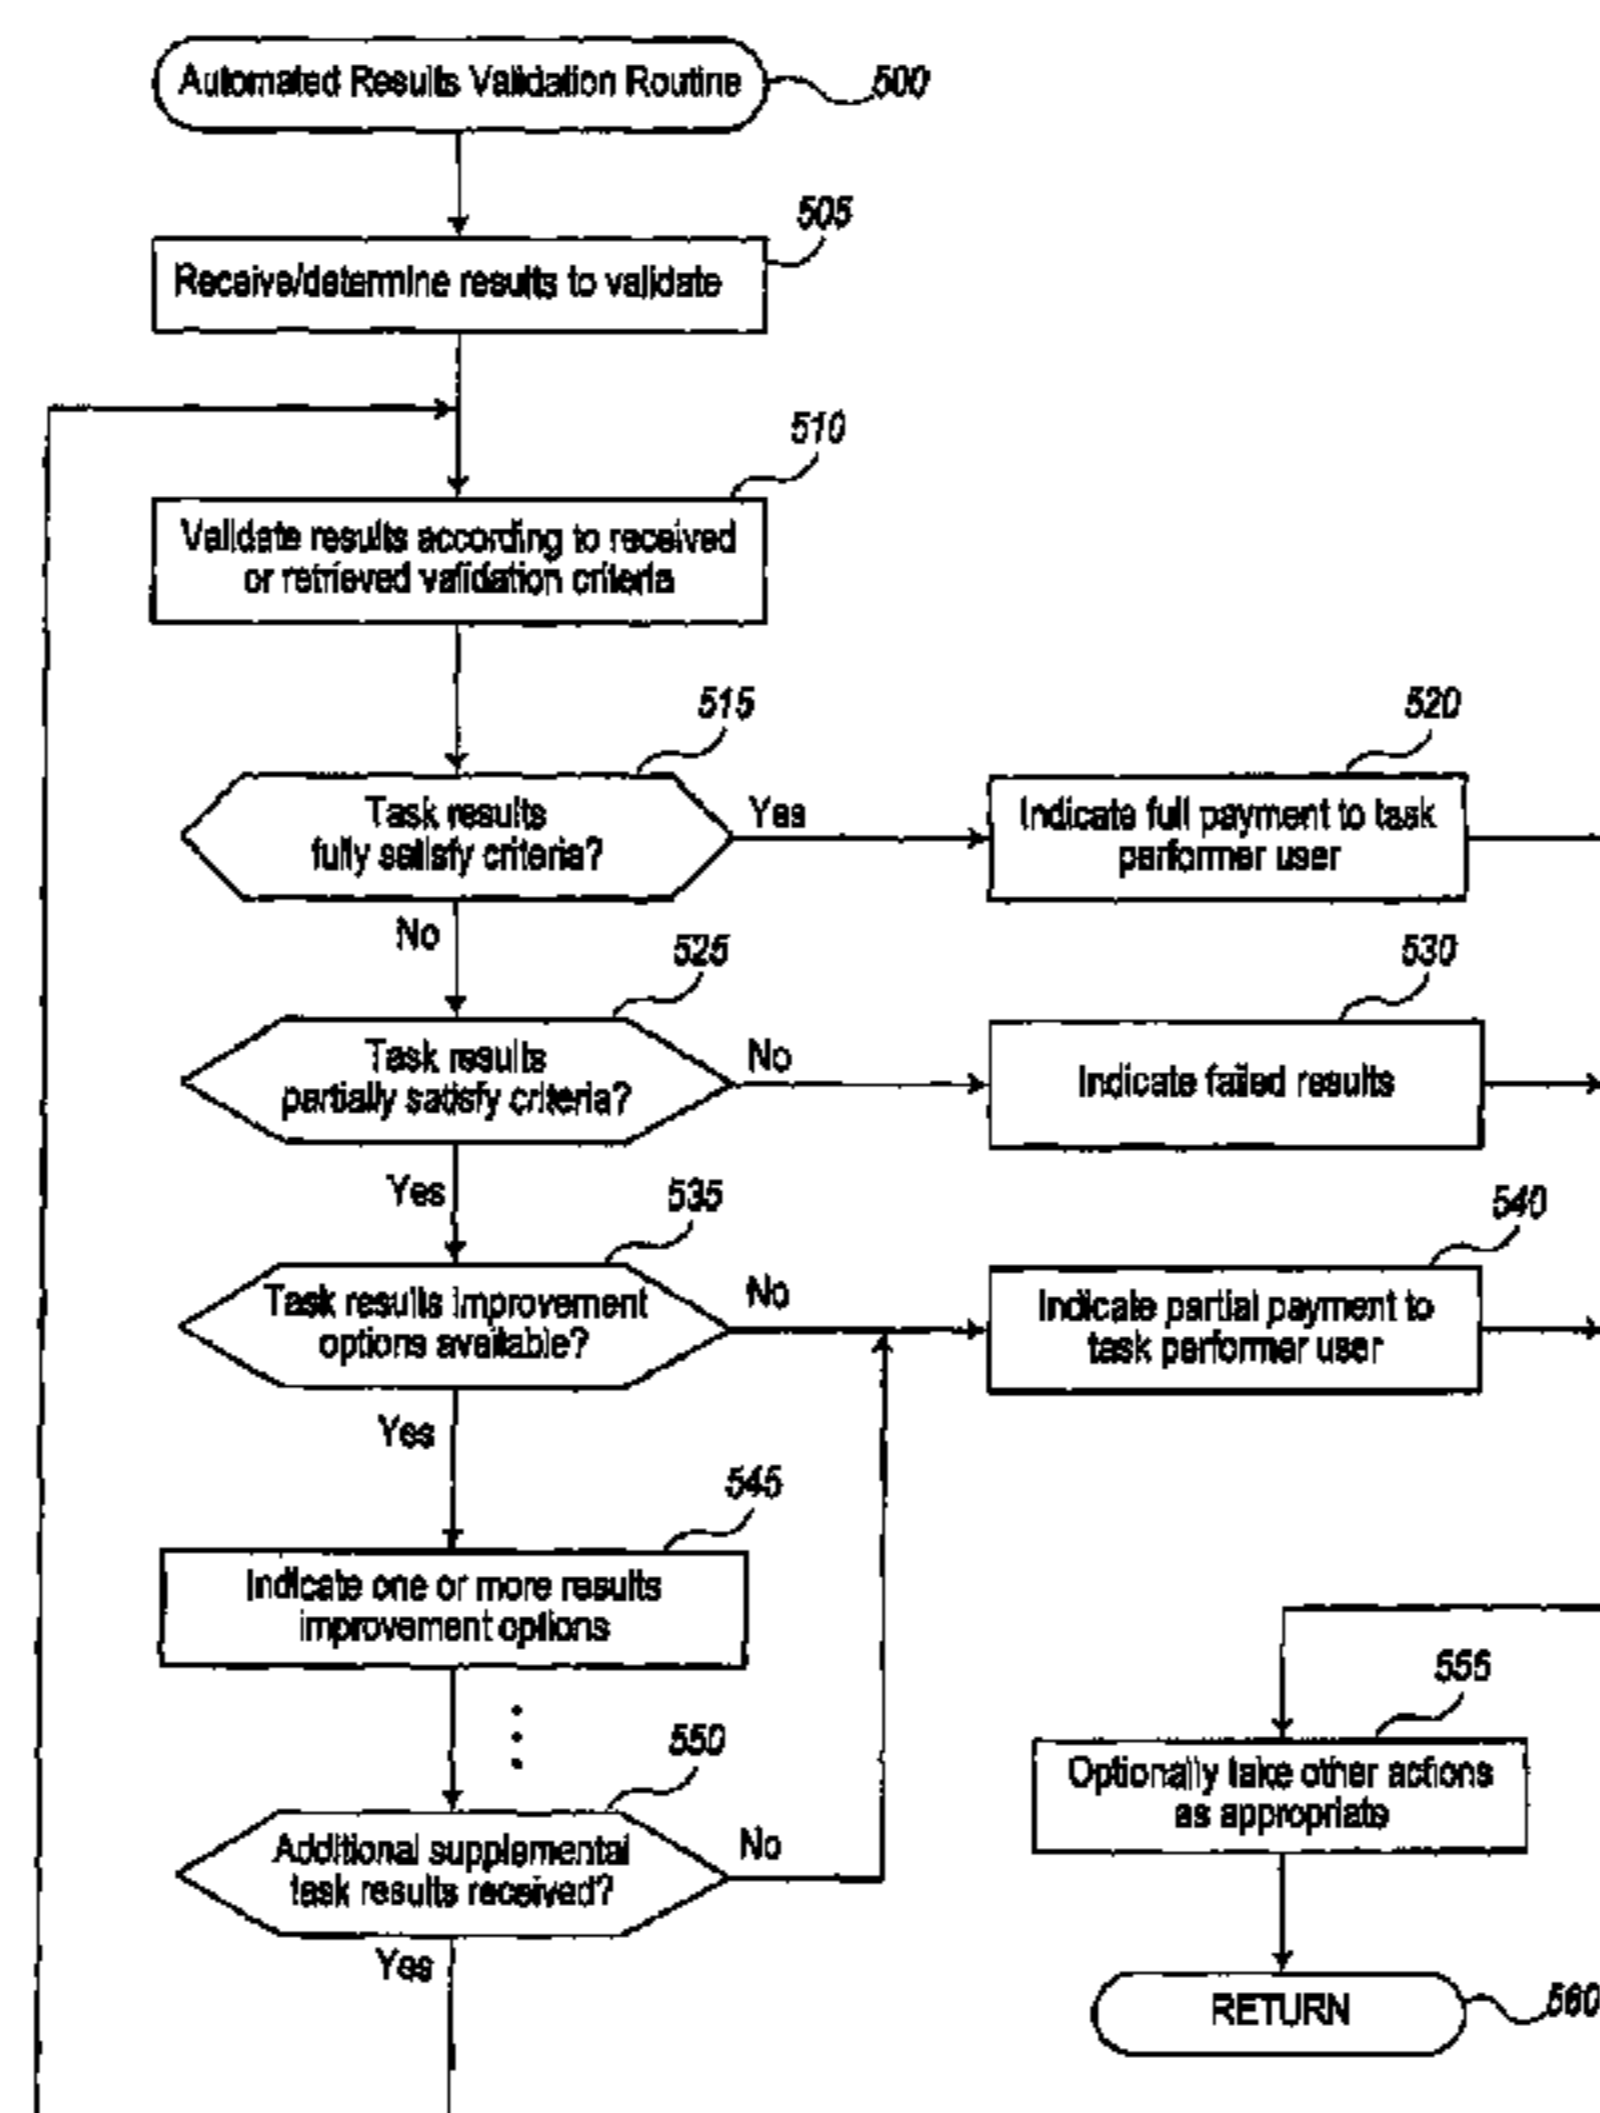 Automated Results Validation Routine
500
505
Receive/determine results to validate
510
Validate results according to received
or retrieved validation criteria
515
Task results
fully satisfy criteria?
Yes
520
Indicate full payment to task
performer user
No
525
Task results
partially satisfy criteria?
No
530
Indicate failed results
Yes
535
Task results improvement
options available?
No
540
Indicate partial payment to
task performer user
Yes
545
Indicate one or more results
improvement options
550
Additional supplemental
task results received?
No
Yes
555
Optionally take other actions
as appropriate
RETURN
560